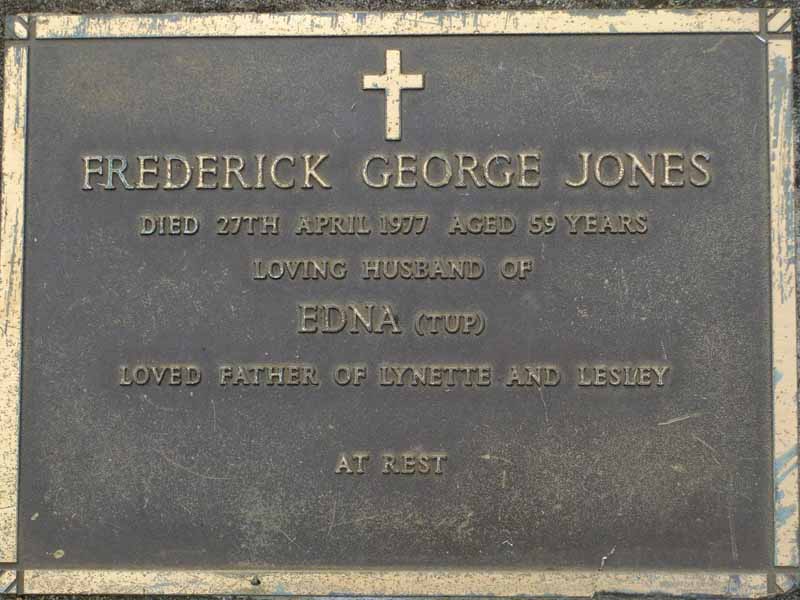 FREDERICK GEORGE JONES
DIED 27TH APRIL 1977 AGED 59 YEARS
LOVING HUSBAND OF
EDNA (TUP)
LOVED FATHER OF LYNETTE AND LESLEY
AT REST